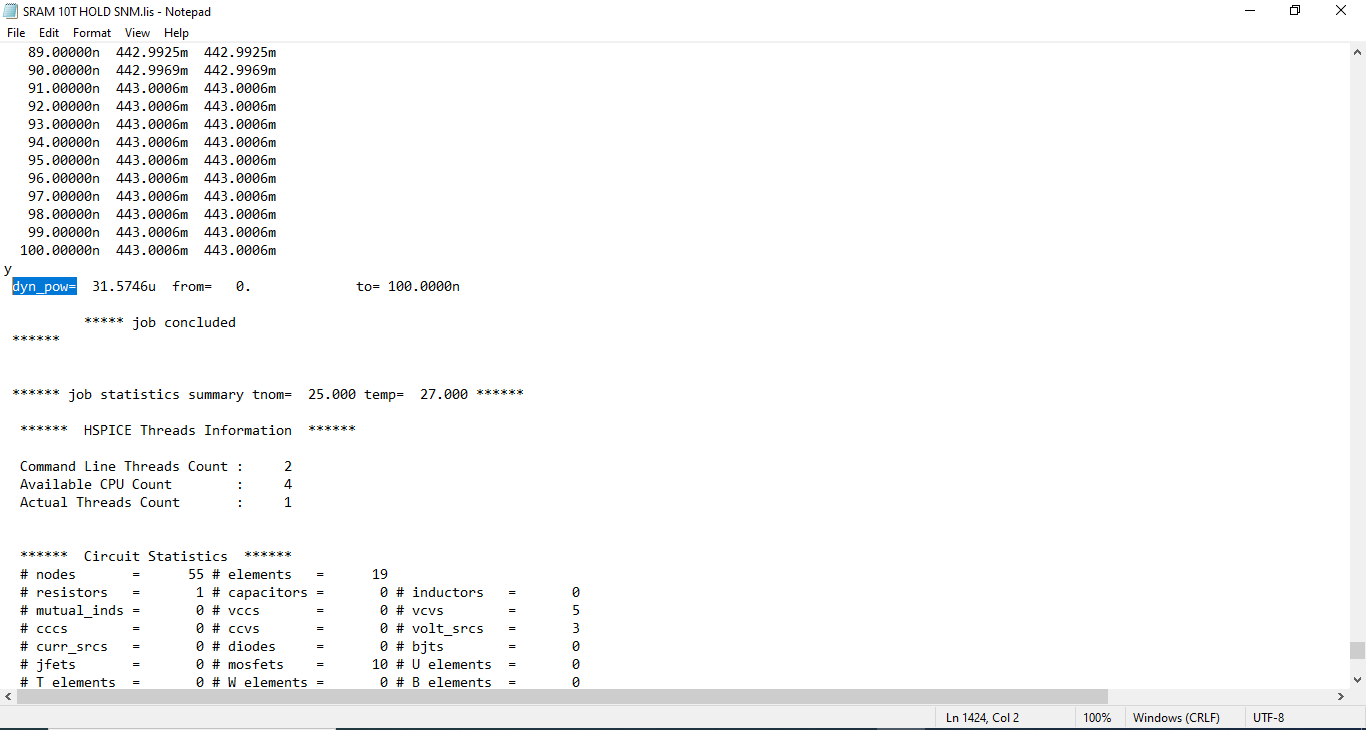 SRAM 10T HOLD SNM.lis - Notepad
File Edit Format View Help
89.00000n 442.9925m 442.9925m
90.00000n 442.9969m 442.9969m
91.00000n 443.0006m 443.0006m
92.00000n 443.0006m 443.0006m
93.00000n 443.0006m 443.0006m
94.00000n 443.0006m 443.0006m
95.00000n 443.0006m 443.0006m
96.00000n 443.0006m 443.0006m
97.00000n 443.0006m 443.0006m
98.00000n 443.0006m 443.0006m
99.00000n 443.0006m 443.0006m
100.00000n 443.0006m 443.0006m
y
dyn_pow= 31.5746u from= 0. to= 100.0000n
***** job concluded
******
****** job statistics summary tnom= 25.000 temp= 27.000 ******
****** HSPICE Threads Information ******
Command Line Threads Count : 2
Available CPU Count : 4
Actual Threads Count : 1
****** Circuit Statistics ******
# nodes = 55 # elements = 19
# resistors = 1 # capacitors = 0 # inductors = 0
# mutual_inds = 0 # vccs = 0 # vcvs = 5
# cccs = 0 # ccvs = 0 # volt_srcs = 3
# curr_srcs = 0 # diodes = 0 # bjts = 0
# jfets = 0 # mosfets = 10 # U elements = 0
# T elements = 0 # W elements = 0 # B elements = 0
Ln 1424, Col 2 100% Windows (CRLF) UTF-8